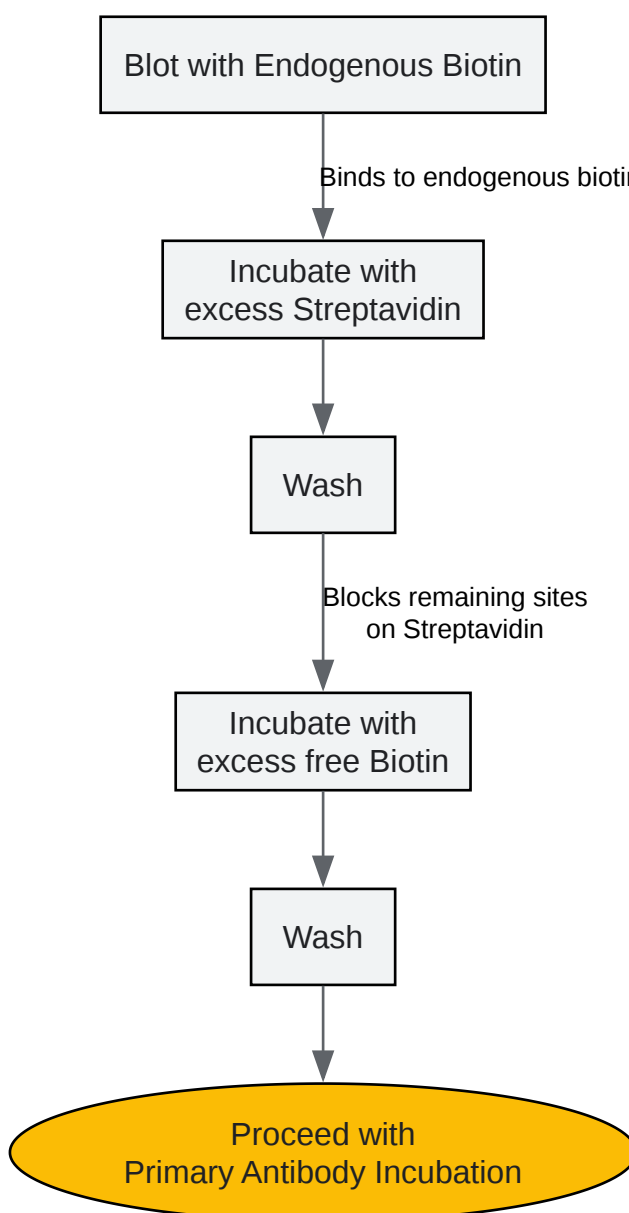 Blot with Endogenous Biotin
Binds to endogenous biotin
Incubate with
excess Streptavidin
Wash
Blocks remaining sites
on Streptavidin
Incubate with
excess free Biotin
Wash
Proceed with
Primary Antibody Incubation